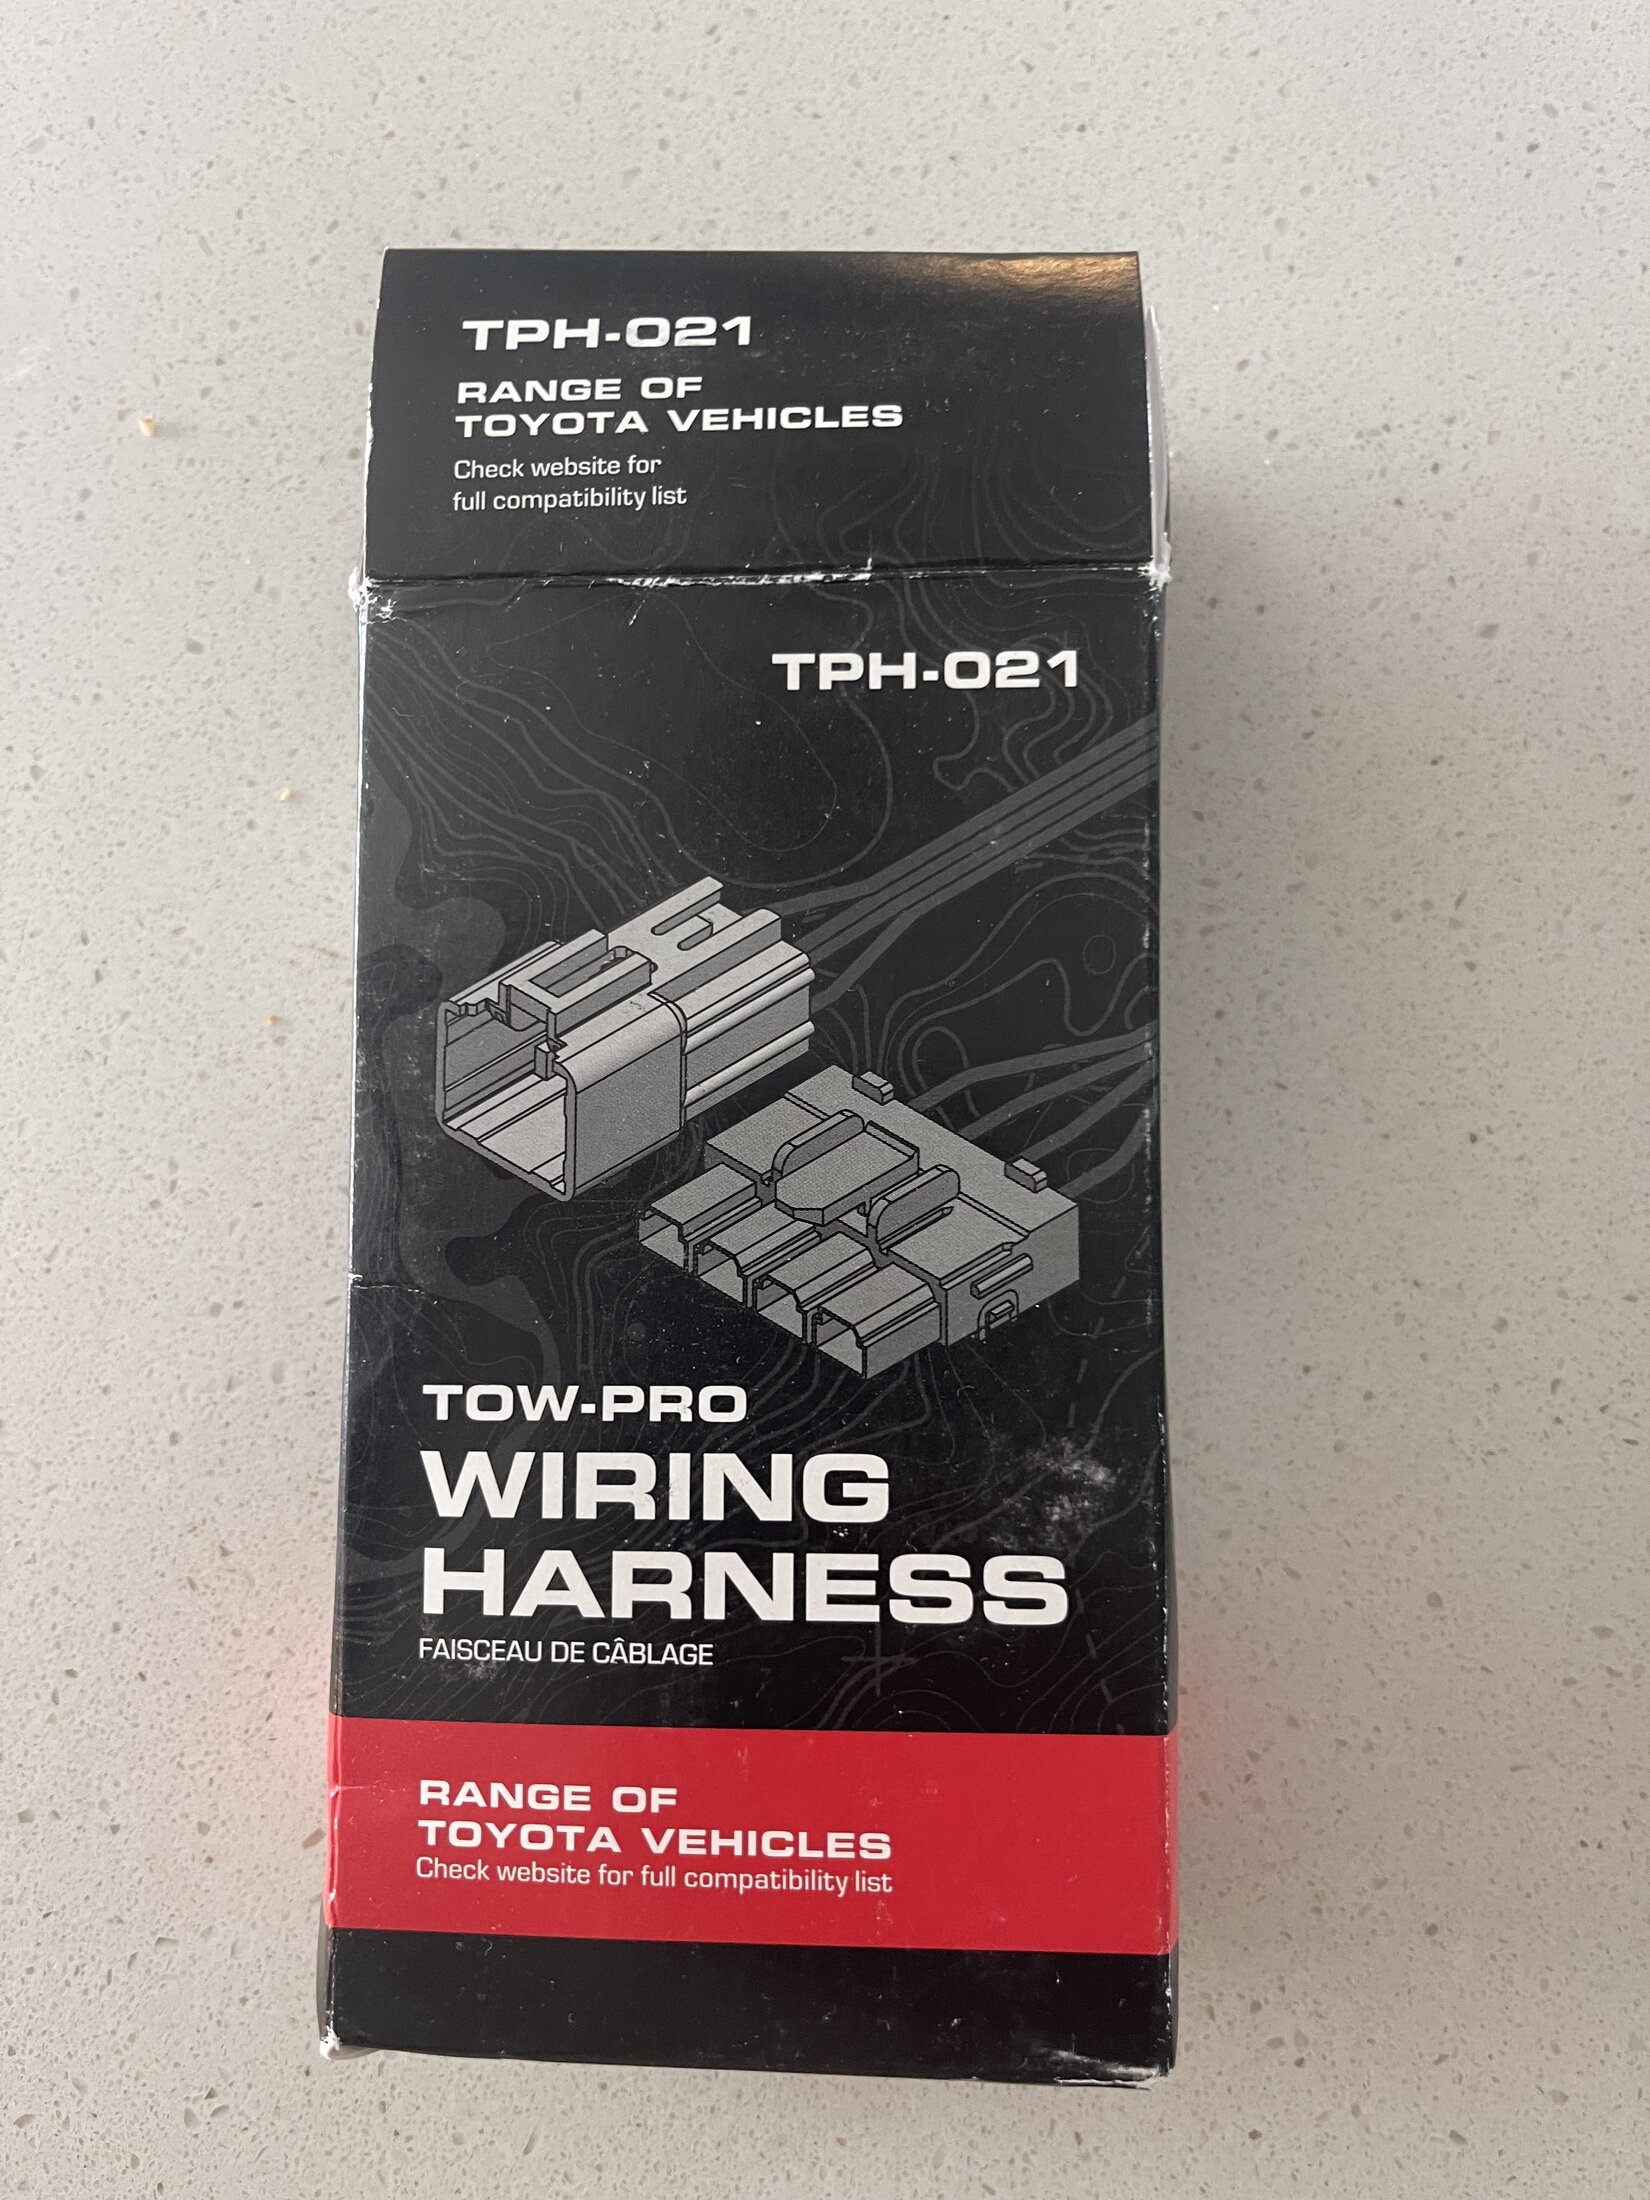 TPH-021
RANGE OF
TOYOTA VEHICLES
Check website for
full compatibility list
TPH-021
TOW-PRO
WIRING
HARNESS
FAISCEAU DE CÂBLAGE
RANGE OF
TOYOTA VEHICLES
Check website for full compatibility list